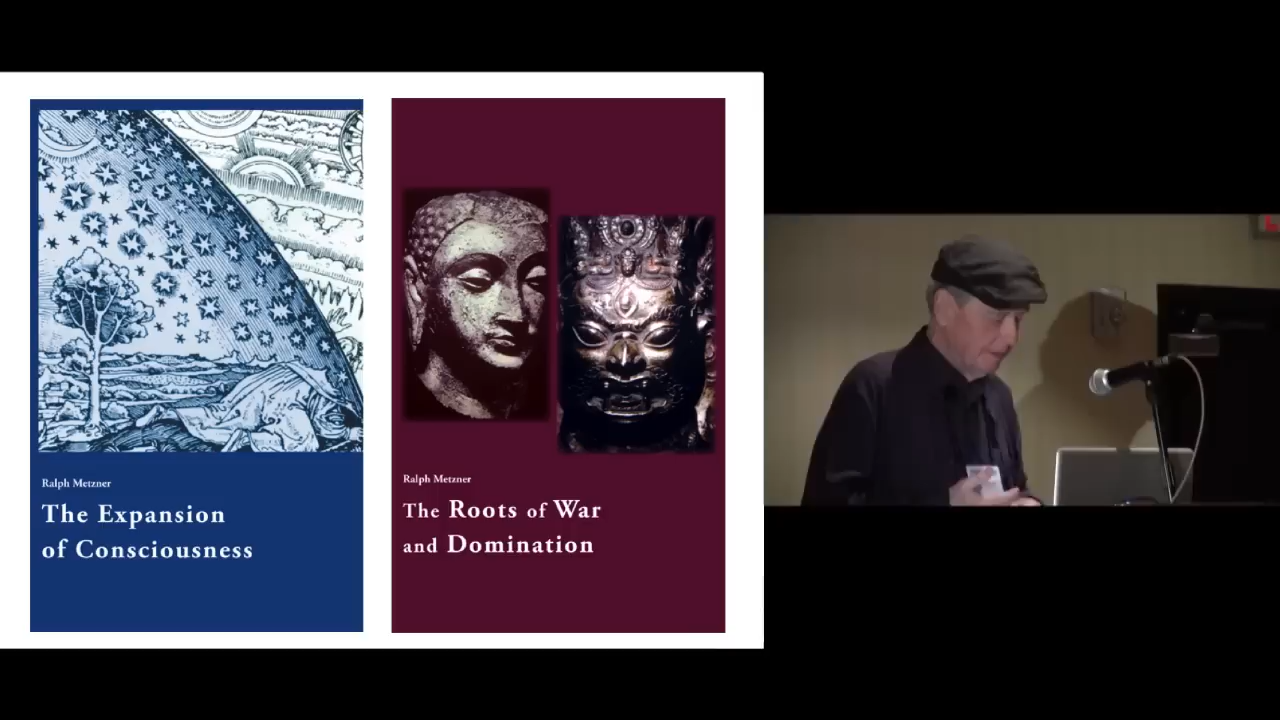 Ralph Metzner
The Expansion
of Consciousness
Ralph Metzner
The Roots of War
and Domination